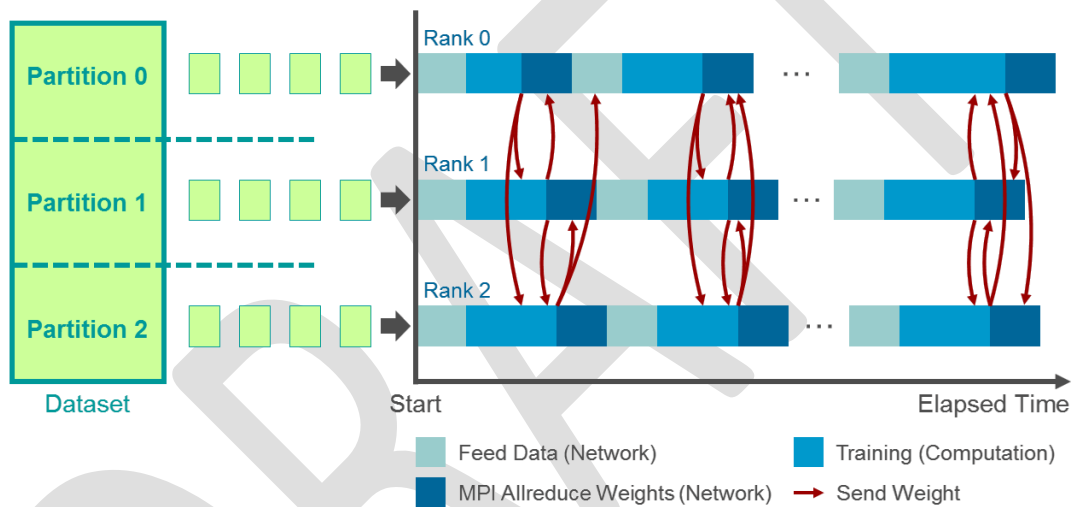 Partition 0
Partition 1
Partition 2
Dataset
Rank 0
...
Rank 1
...
Rank 2
...
Start
Elapsed Time
Feed Data (Network)
Training (Computation)
MPI Allreduce Weights (Network)
Send Weight
DRAFT